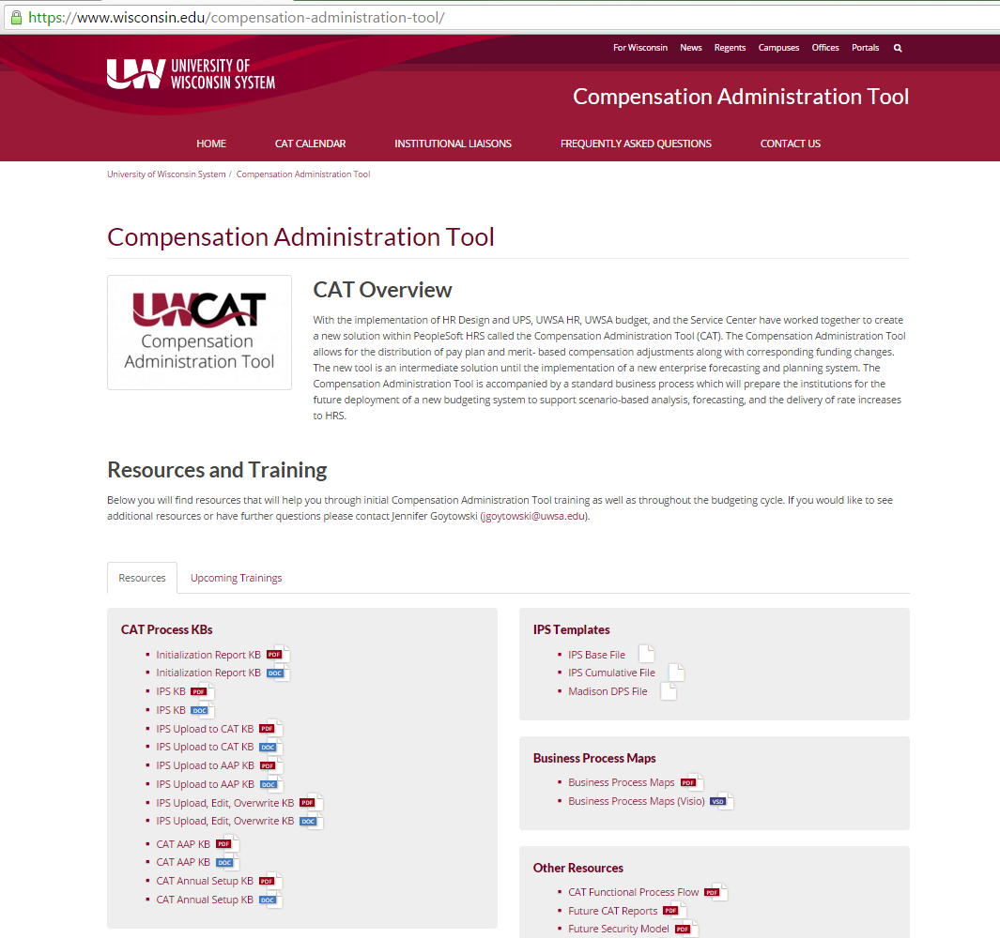 https://www.wisconsin.edu/compensation-administration-tool/
For Wisconsin News Regents Campuses Offices Portals
UW UNIVERSITY OF
WISCONSIN SYSTEM
Compensation Administration Tool
HOME CAT CALENDAR INSTITUTIONAL LIAISONS FREQUENTLY ASKED QUESTIONS CONTACT US
University of Wisconsin System / Compensation Administration Tool
Compensation Administration Tool
UWCAT
Compensation
Administration Tool
CAT Overview
With the implementation of HR Design and UPS, UWSA HR, UWSA budget, and the Service Center have worked together to create
a new solution within PeopleSoft HRS called the Compensation Administration Tool (CAT). The Compensation Administration Tool
allows for the distribution of pay plan and merit- based compensation adjustments along with corresponding funding changes.
The new tool is an intermediate solution until the implementation of a new enterprise forecasting and planning system. The
Compensation Administration Tool is accompanied by a standard business process which will prepare the institutions for the
future deployment of a new budgeting system to support scenario-based analysis, forecasting, and the delivery of rate increases
to HRS.
Resources and Training
Below you will find resources that will help you through initial Compensation Administration Tool training as well as throughout the budgeting cycle. If you would like to see
additional resources or have further questions please contact Jennifer Goytowski (jgoytowski@uwsa.edu).
Resources Upcoming Trainings
CAT Process KBs
Initialization Report KB PDF
Initialization Report KB DOC
IPS KB PDF
IPS KB DOC
IPS Upload to CAT KB PDF
IPS Upload to CAT KB DOC
IPS Upload to AAP KB PDF
IPS Upload to AAP KB DOC
IPS Upload, Edit, Overwrite KB PDF
IPS Upload, Edit, Overwrite KB DOC
CAT AAP KB PDF
CAT AAP KB DOC
CAT Annual Setup KB PDF
CAT Annual Setup KB DOC
IPS Templates
IPS Base File
IPS Cumulative File
Madison DPS File
Business Process Maps
Business Process Maps PDF
Business Process Maps (Visio) VSD
Other Resources
CAT Functional Process Flow PDF
Future CAT Reports PDF
Future Security Model PDF